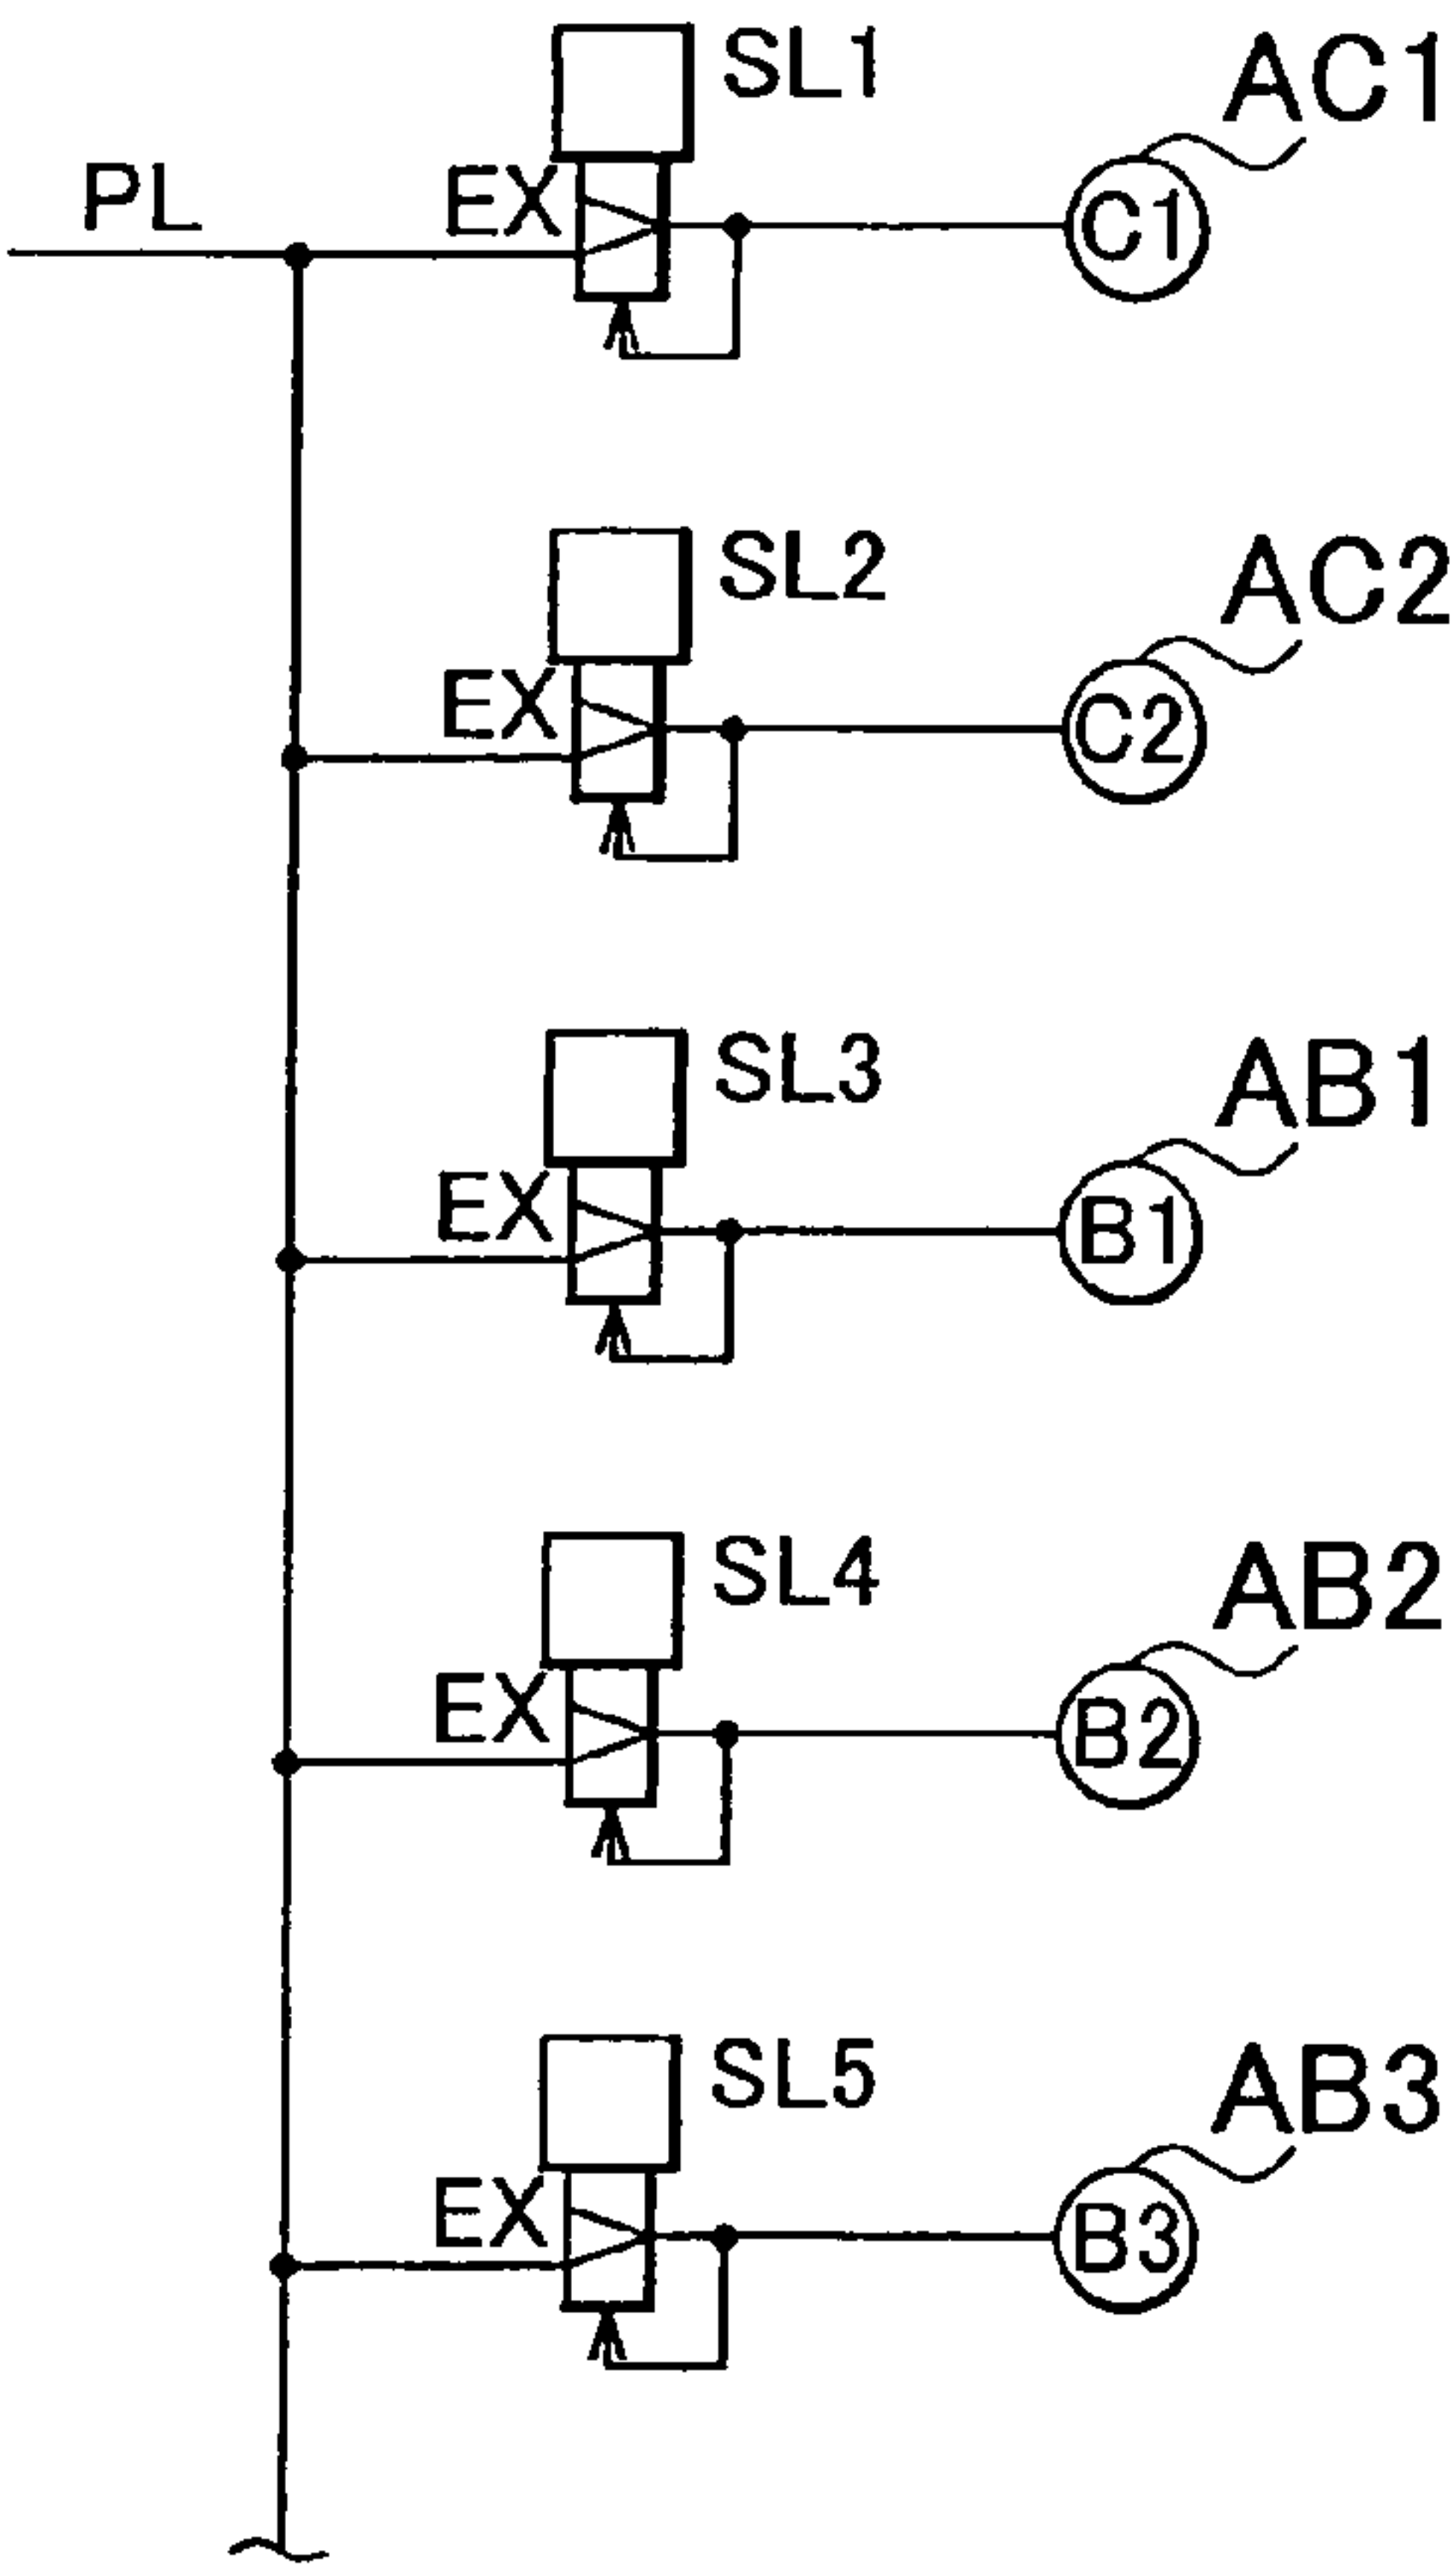 SL1
AC1
PL
EX
C1
SL2
AC2
EX
C2
SL3
AB1
EX
B1
SL4
AB2
EX
B2
SL5
AB3
EX
B3